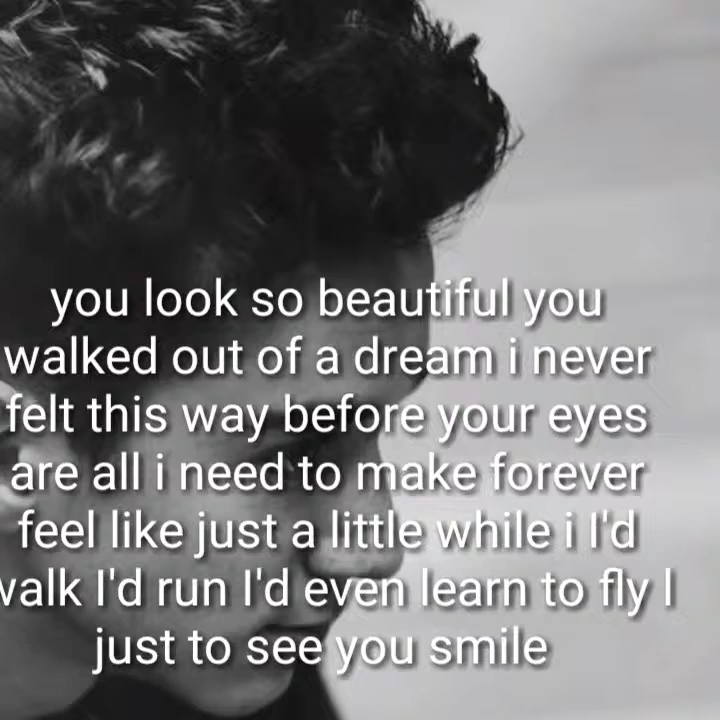 you look so beautiful you
walked out of a dream i never
felt this way before your eyes
are all i need to make forever
feel like just a little while i I'd
walk I'd run I'd even learn to fly I
just to see you smile